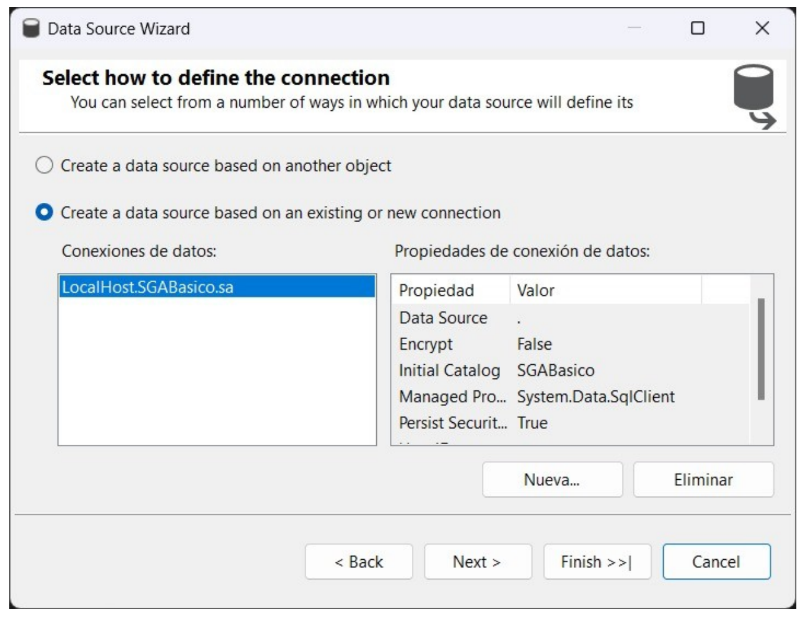 Data Source Wizard
Select how to define the connection
You can select from a number of ways in which your data source will define its
Create a data source based on another object
Create a data source based on an existing or new connection
Conexiones de datos:
LocalHost.SGABasico.sa
Propiedades de conexión de datos:
Propiedad Valor
Data Source .
Encrypt False
Initial Catalog SGABasico
Managed Pro... System.Data.SqlClient
Persist Securit... True
Nueva...
Eliminar
< Back
Next >
Finish >>|
Cancel